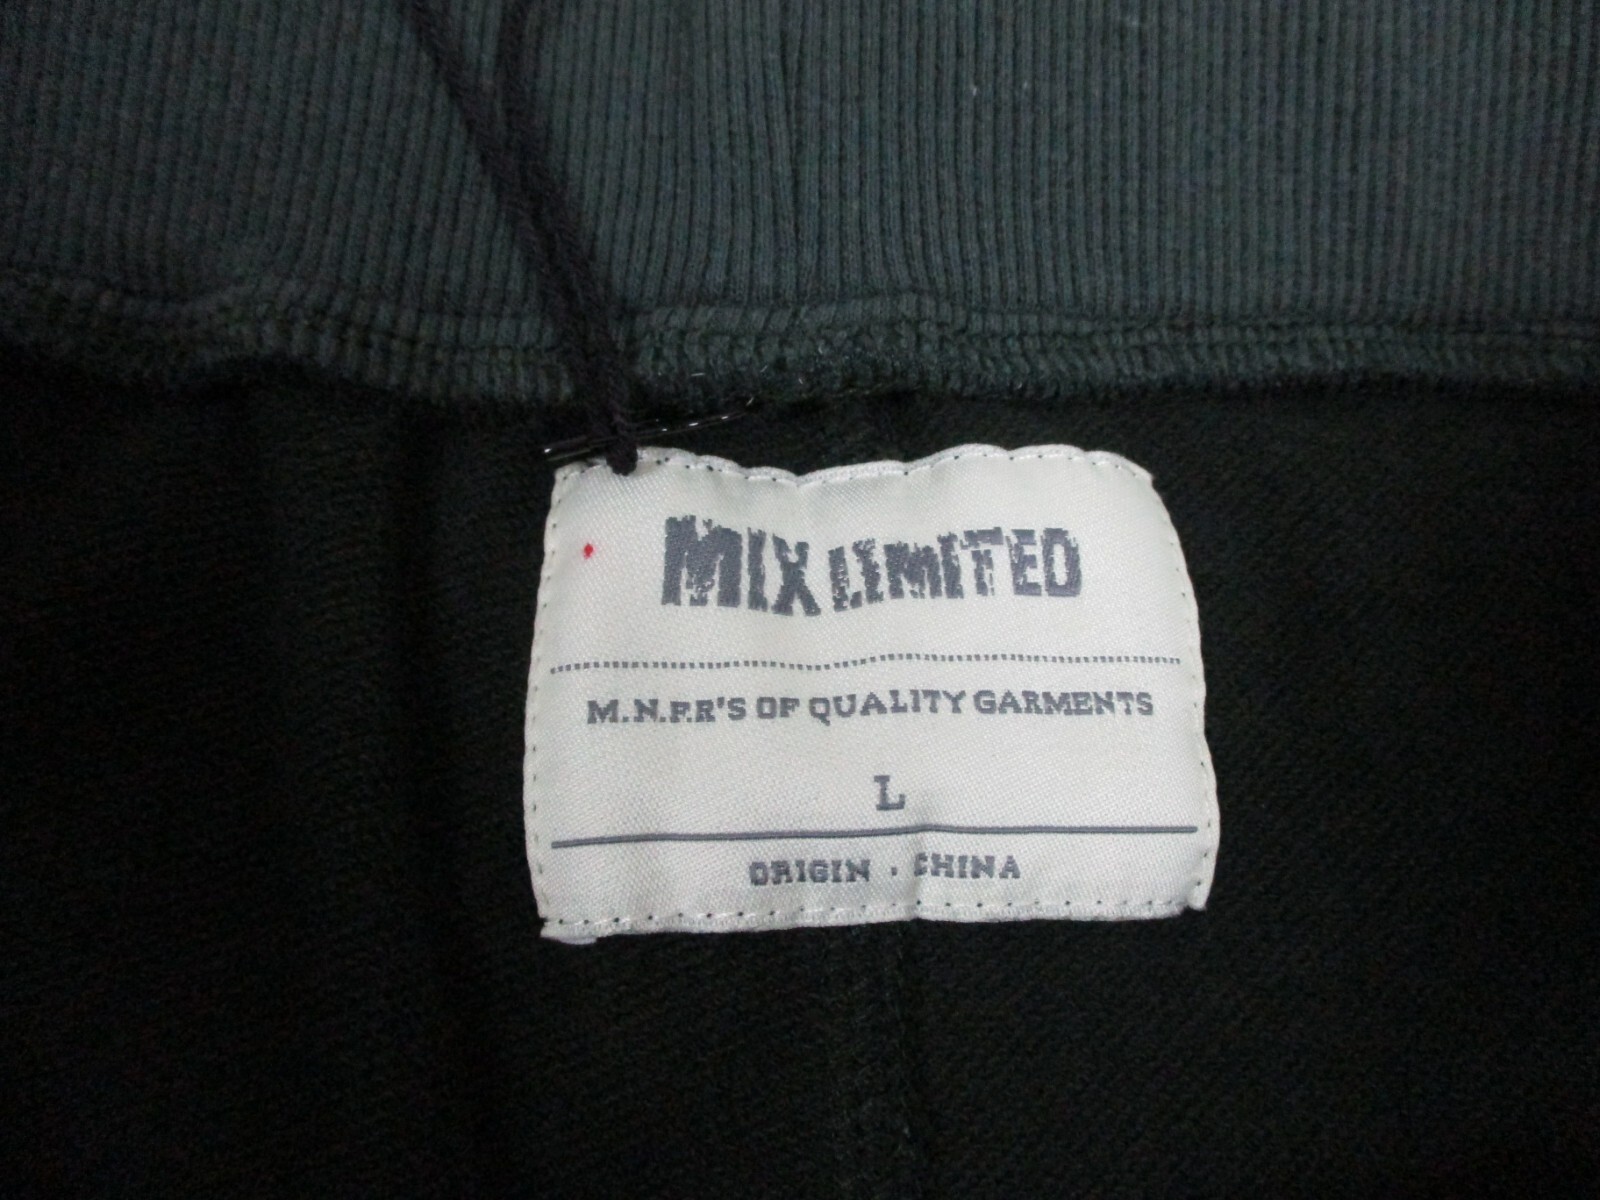 MIX LIMITED
M.N.F.R'S OF QUALITY GARMENTS
L
ORIGIN . CHINA